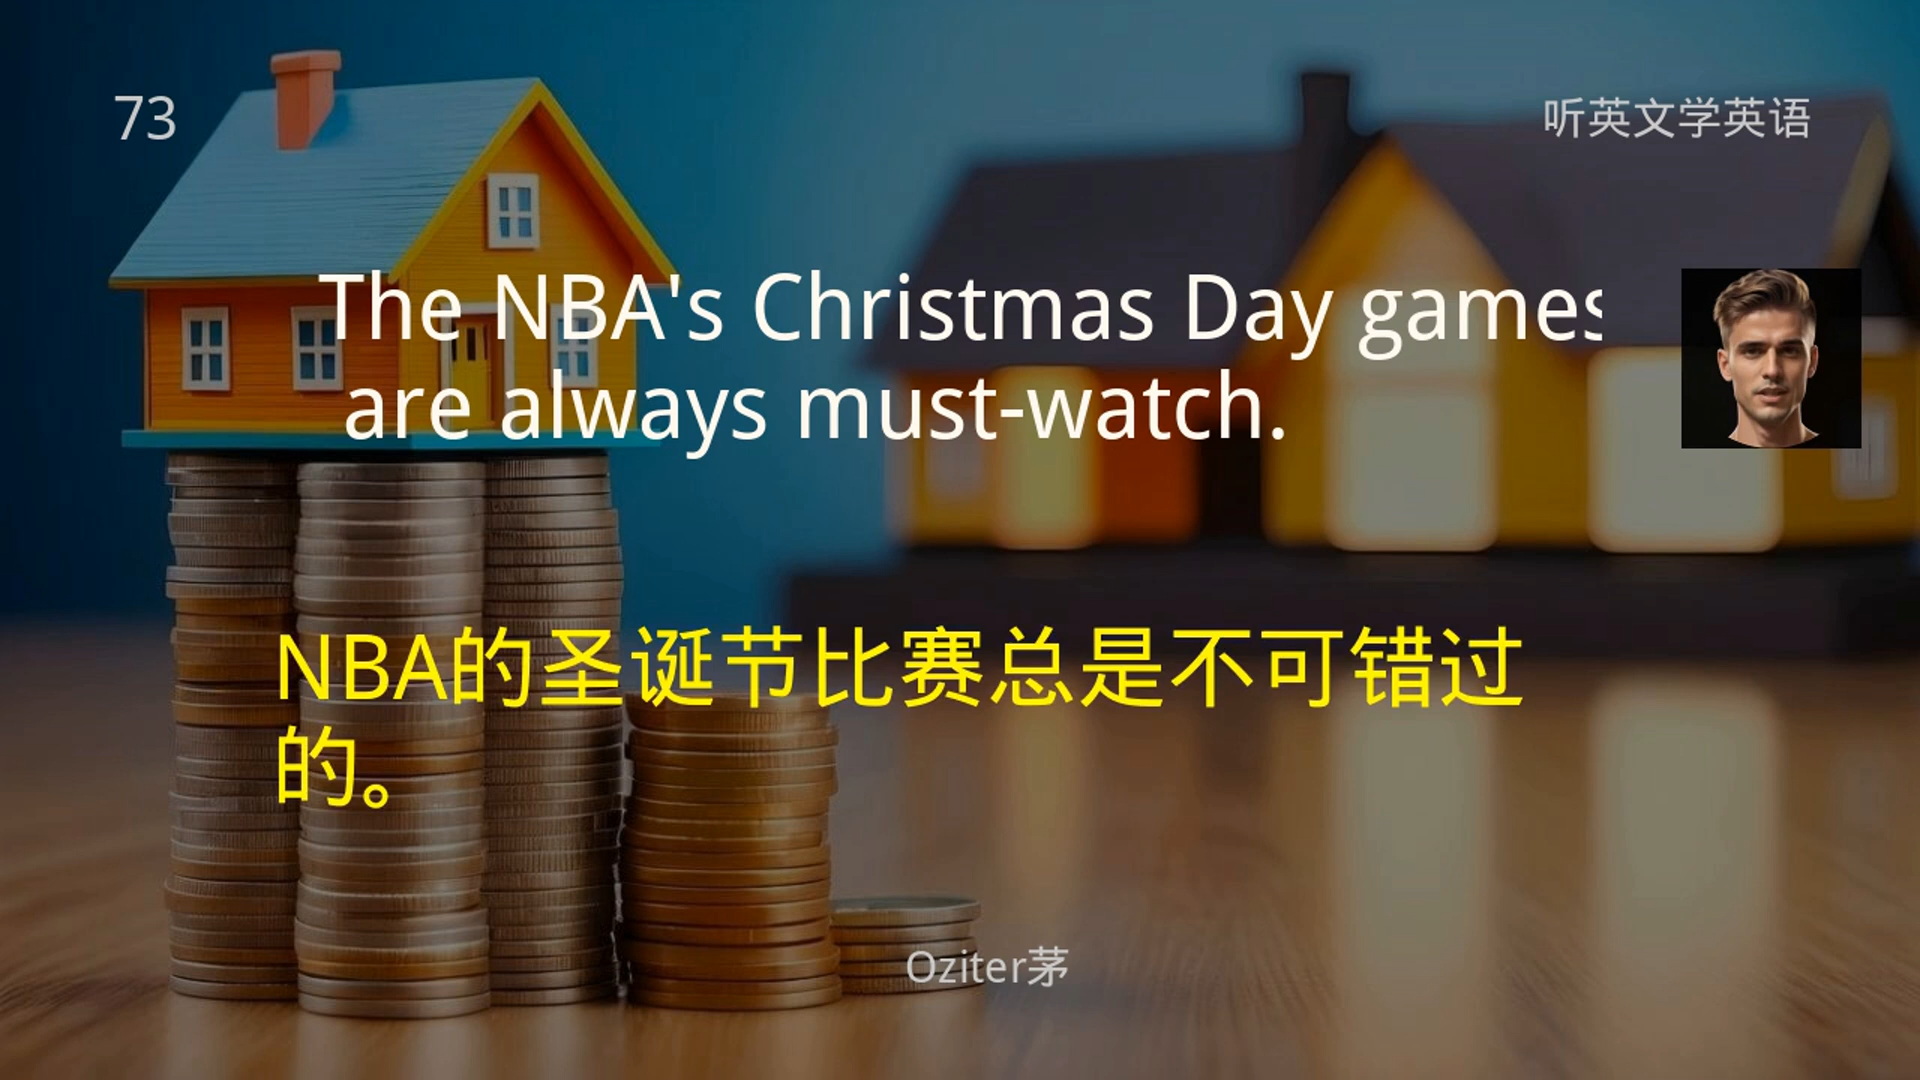 73
听英文学英语
The NBA's Christmas Day games
are always must-watch.
NBA的圣诞节比赛总是不可错过
的。
Oziter茅